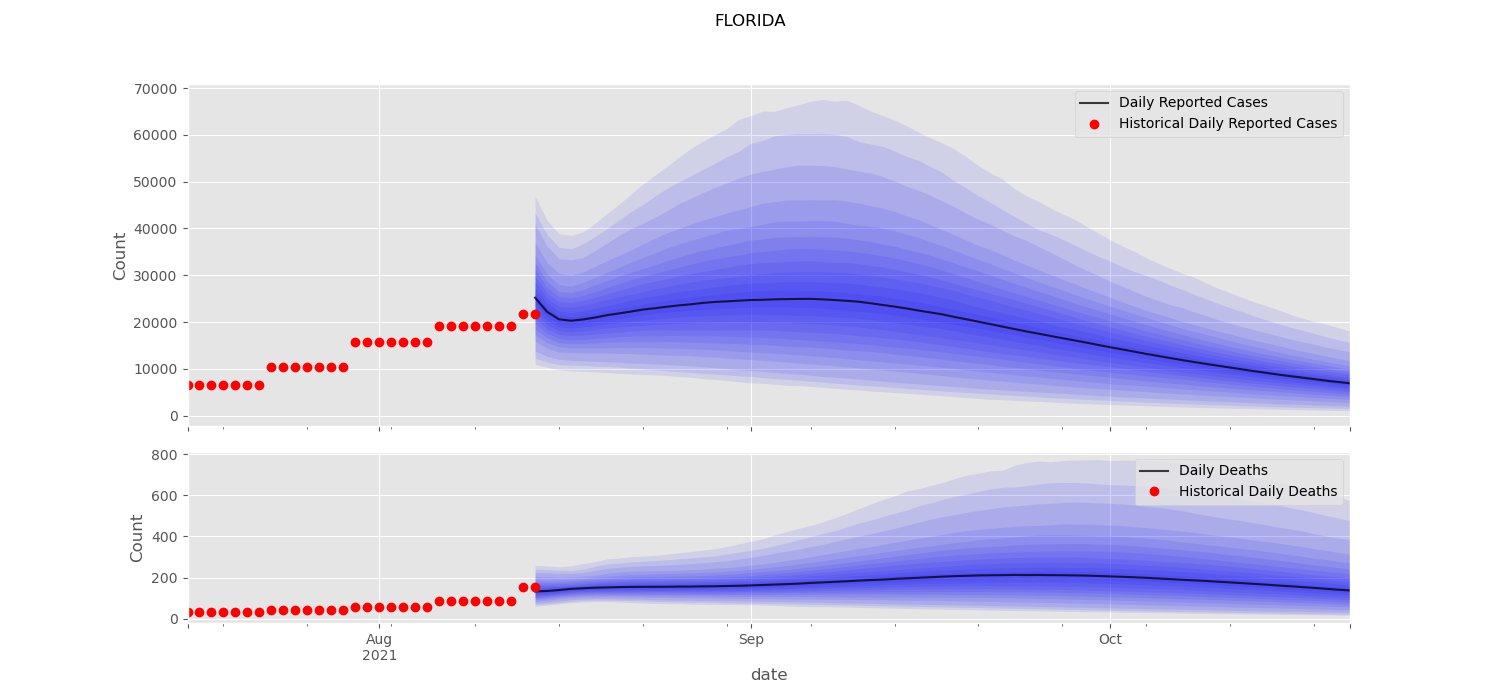 FLORIDA
70000
60000
50000
40000
30000
20000
10000
0
Count
Daily Reported Cases
Historical Daily Reported Cases
800
600
400
200
0
Count
Daily Deaths
Historical Daily Deaths
Aug
2021
Sep
Oct
date